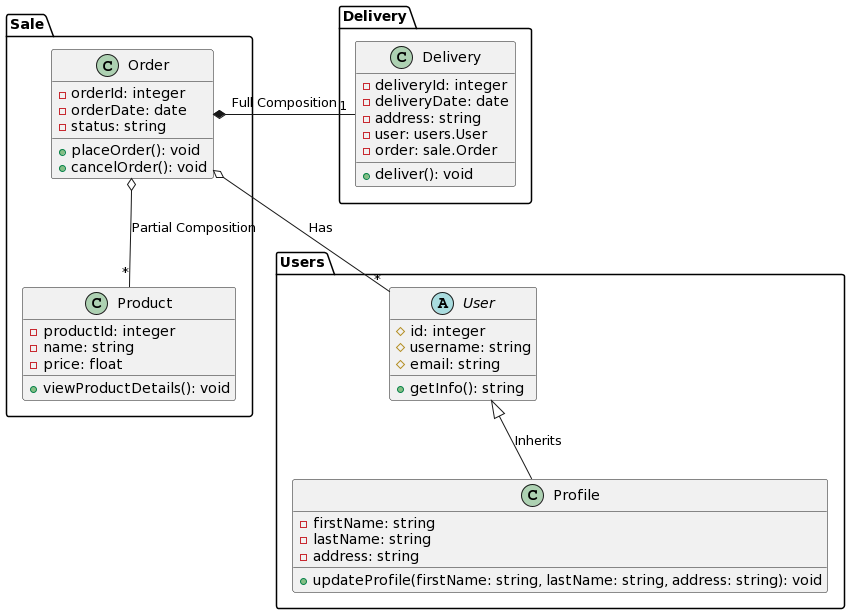 Sale
C Order
orderId: integer
orderDate: date
status: string
placeOrder(): void
cancelOrder(): void
Full Composition
1
Delivery
C Delivery
deliveryId: integer
deliveryDate: date
address: string
user: users.User
order: sale.Order
deliver(): void
Partial Composition
*
Has
*
C Product
productId: integer
name: string
price: float
viewProductDetails(): void
Users
A User
id: integer
username: string
email: string
getInfo(): string
Inherits
C Profile
firstName: string
lastName: string
address: string
updateProfile(firstName: string, lastName: string, address: string): void